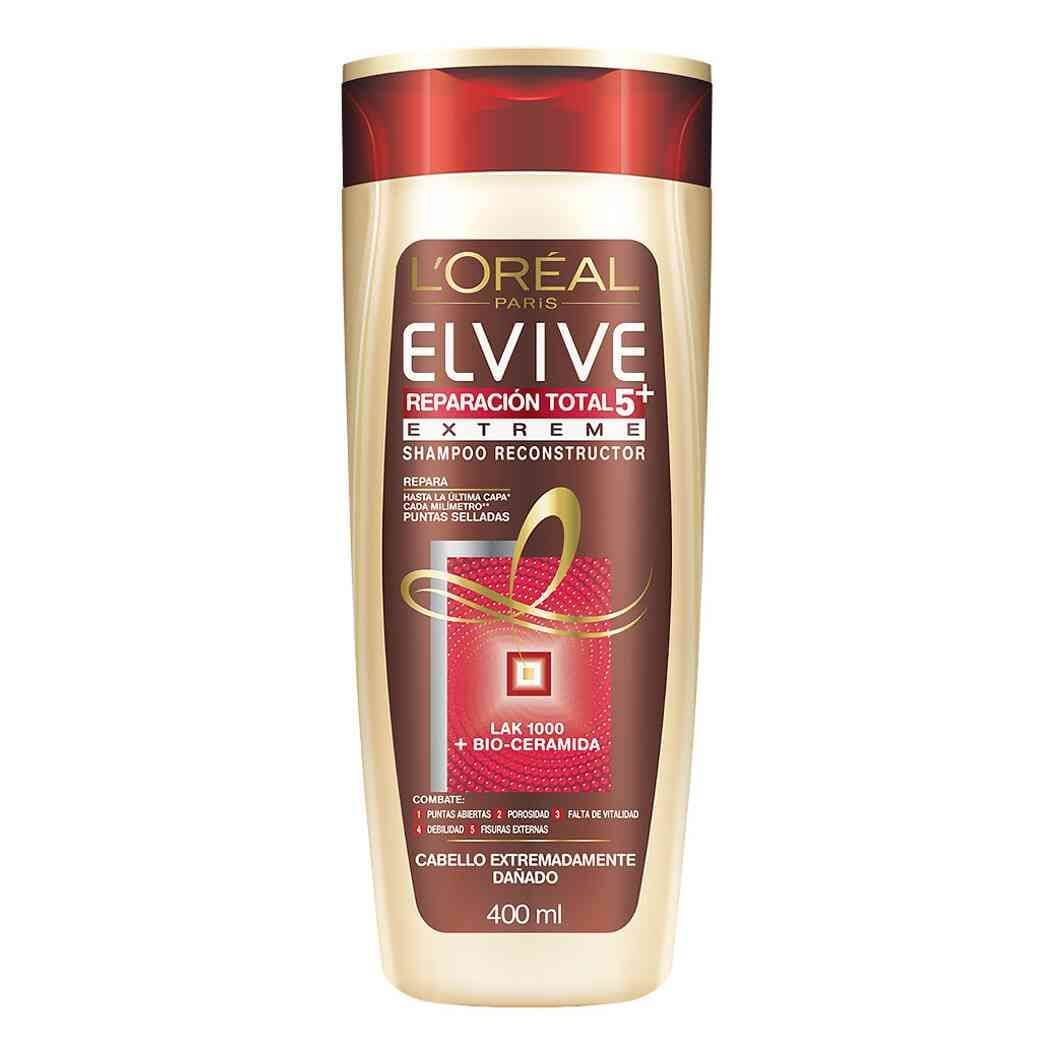 L'ORÉAL
PARIS
ELVIVE
REPARACIÓN TOTAL 5+
EXTREME
SHAMPOO RECONSTRUCTOR
REPARA
HASTA LA ÚLTIMA CAPA*
CADA MILÍMETRO**
PUNTAS SELLADAS
LAK 1000
+ BIO-CERAMIDA
COMBATE:
1 PUNTAS ABIERTAS 2 POROSIDAD 3 FALTA DE VITALIDAD
4 DEBILIDAD 5 FISURAS EXTERNAS
CABELLO EXTREMADAMENTE
DAÑADO
400 ml